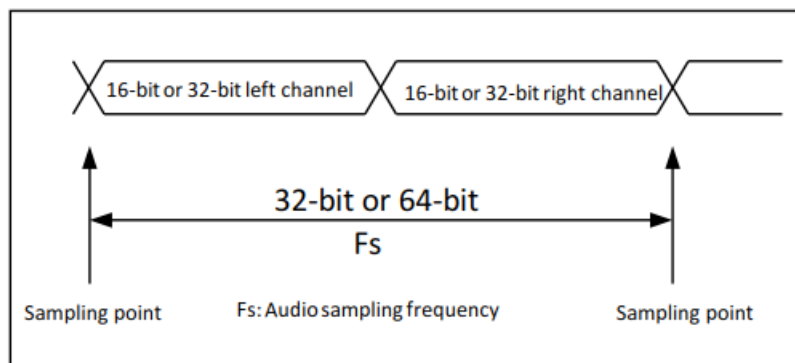 16-bit or 32-bit left channel 16-bit or 32-bit right channel
32-bit or 64-bit
Fs
Sampling point Fs: Audio sampling frequency Sampling point